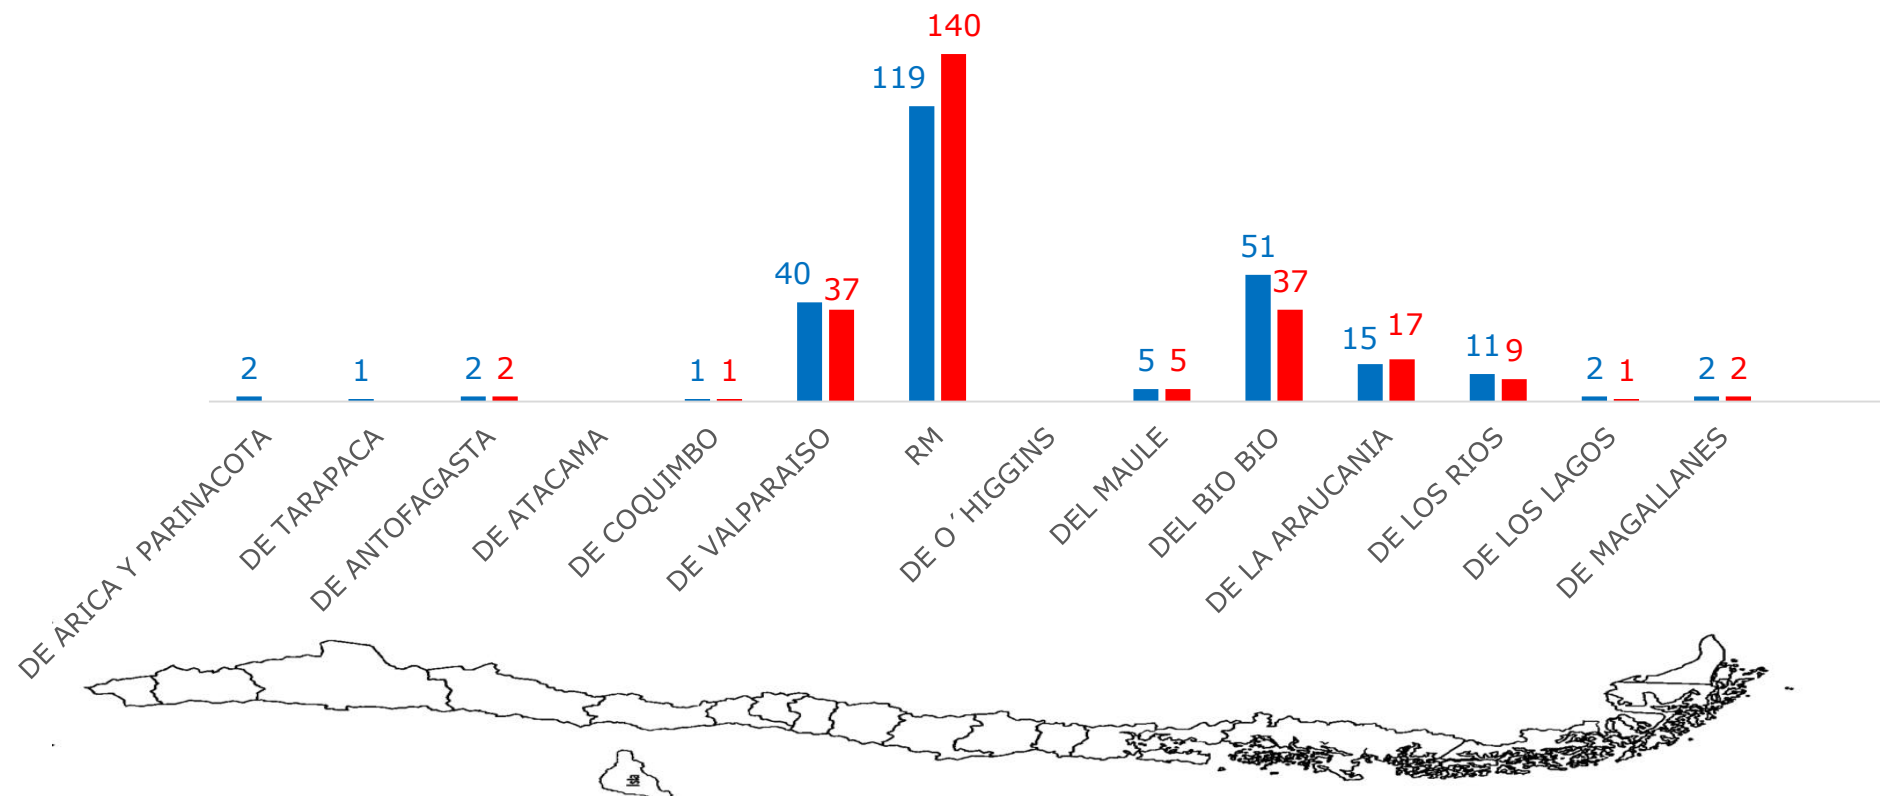 140
119
51
40
37
37
15
17
11
9
2
1
2
2
1
1
5
5
2
1
2
2
DE ARICA Y PARINACOTA
DE TARAPACA
DE ANTOFAGASTA
DE ATACAMA
DE COQUIMBO
DE VALPARAISO
RM
DE O´HIGGINS
DEL MAULE
DEL BIO BIO
DE LA ARAUCANIA
DE LOS RIOS
DE LOS LAGOS
DE MAGALLANES